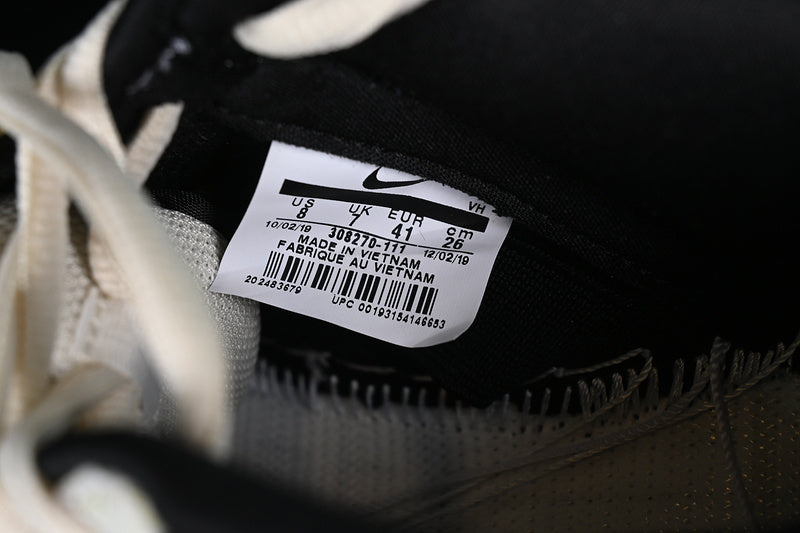 VH
US UK EUR cm
8 7 41 26
10/02/19 308270-111 12/02/19
MADE IN VIETNAM
FABRIQUE AU VIETNAM
202483679 UPC 00193154146653